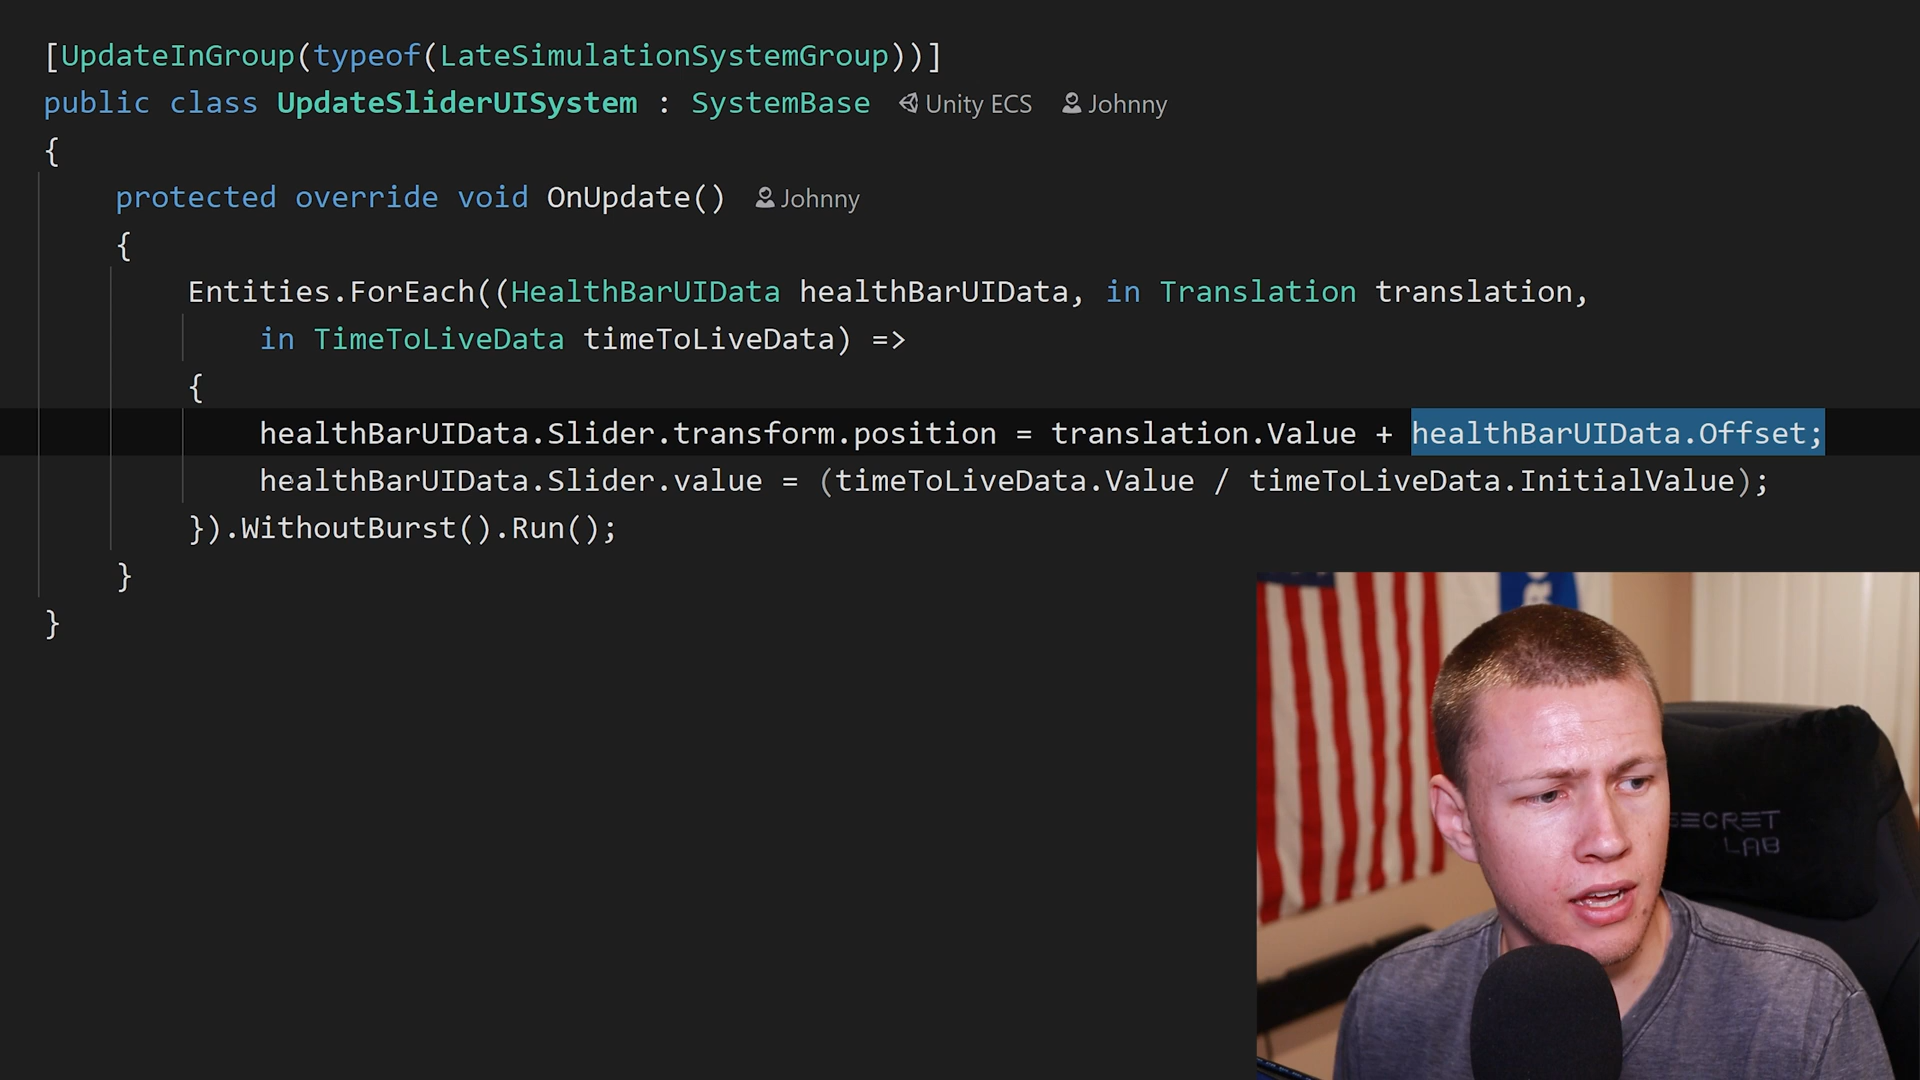 [UpdateInGroup(typeof(LateSimulationSystemGroup))]
public class UpdateSliderUISystem : SystemBase Unity ECS Johnny
{
protected override void OnUpdate() Johnny
{
Entities.ForEach((HealthBarUIData healthBarUIData, in Translation translation,
in TimeToLiveData timeToLiveData) =>
{
healthBarUIData.Slider.transform.position = translation.Value + healthBarUIData.Offset;
healthBarUIData.Slider.value = (timeToLiveData.Value / timeToLiveData.InitialValue);
}).WithoutBurst().Run();
}
}
SECRET
LAB